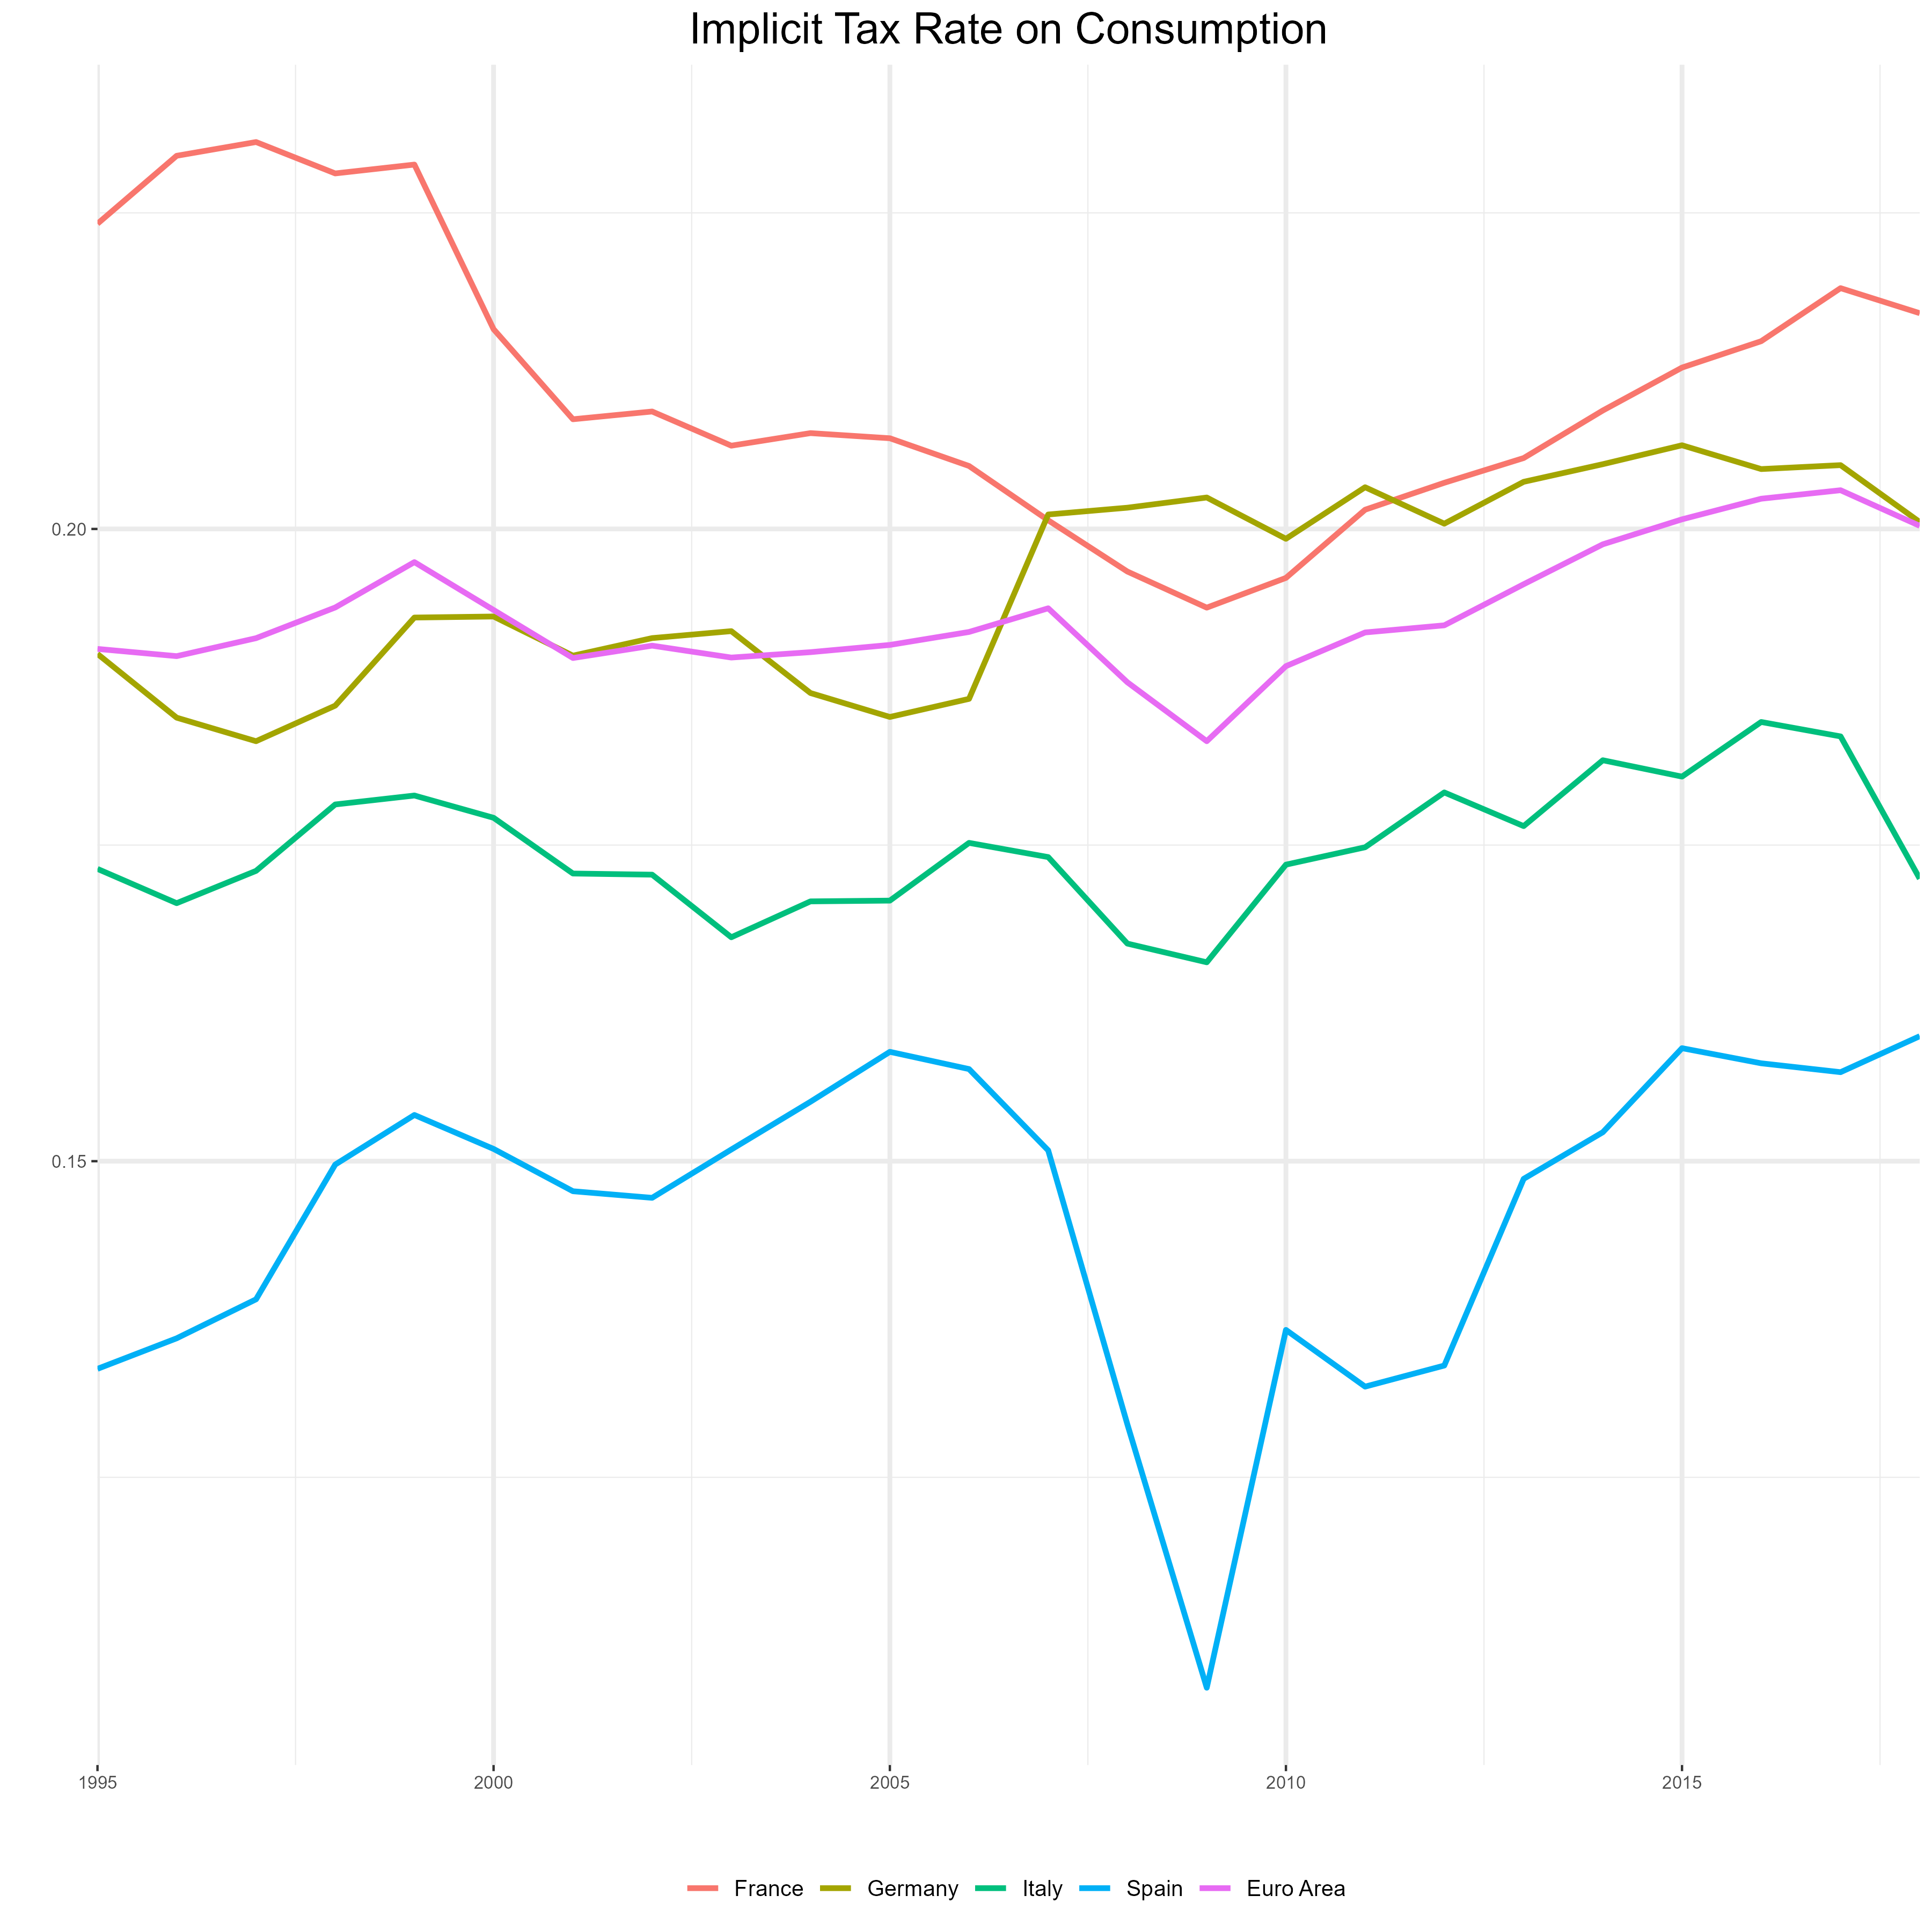 Implicit Tax Rate on Consumption
0.20
0.15
1995 2000 2005 2010 2015
France Germany Italy Spain Euro Area